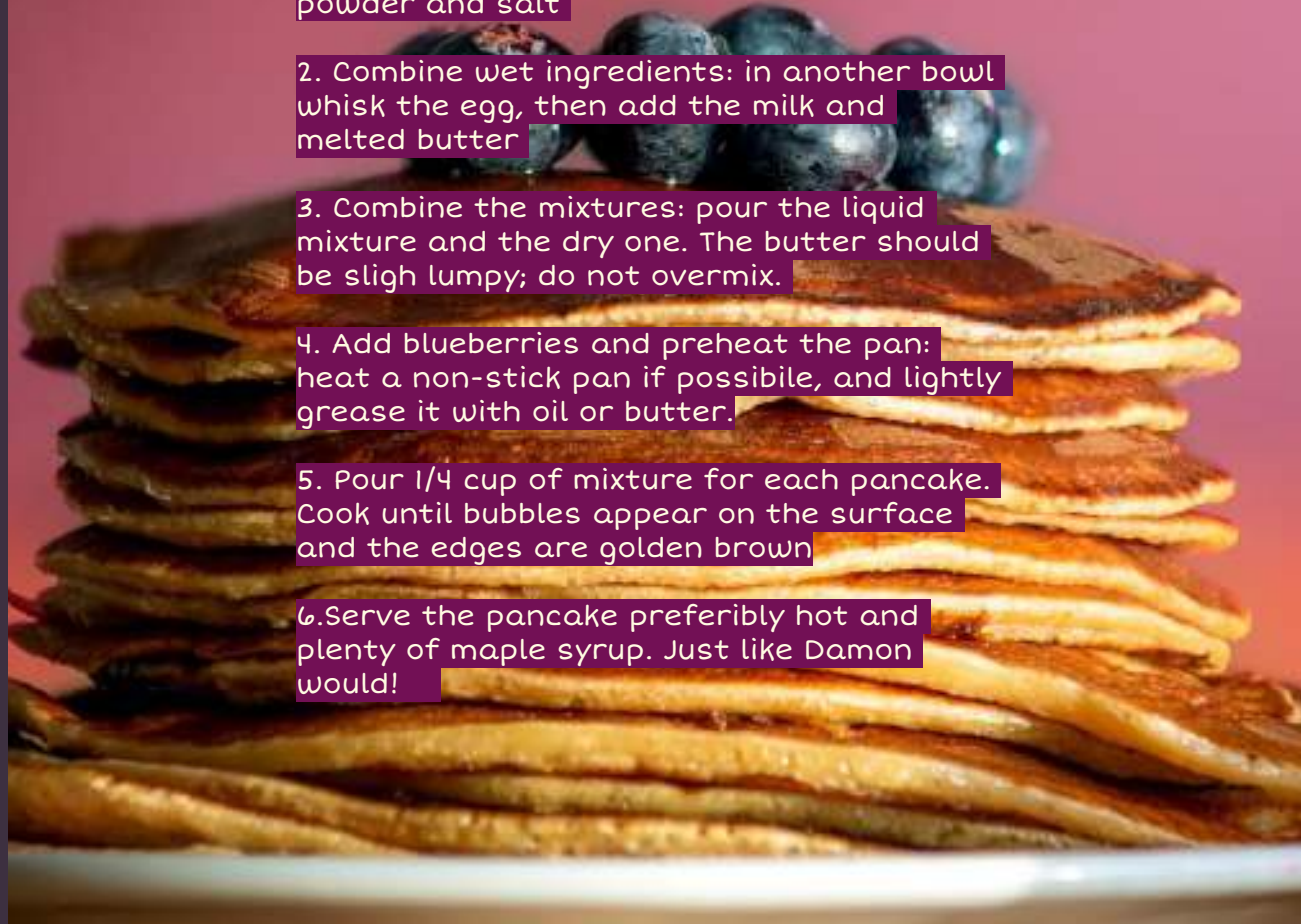 powder and salt
2. Combine wet ingredients: in another bowl
whisk the egg, then add the milk and
melted butter
3. Combine the mixtures: pour the liquid
mixture and the dry one. The butter should
be sligh lumpy; do not overmix.
4. Add blueberries and preheat the pan:
heat a non-stick pan if possibile, and lightly
grease it with oil or butter.
5. Pour 1/4 cup of mixture for each pancake.
Cook until bubbles appear on the surface
and the edges are golden brown
6.Serve the pancake preferibly hot and
plenty of maple syrup. Just like Damon
would!